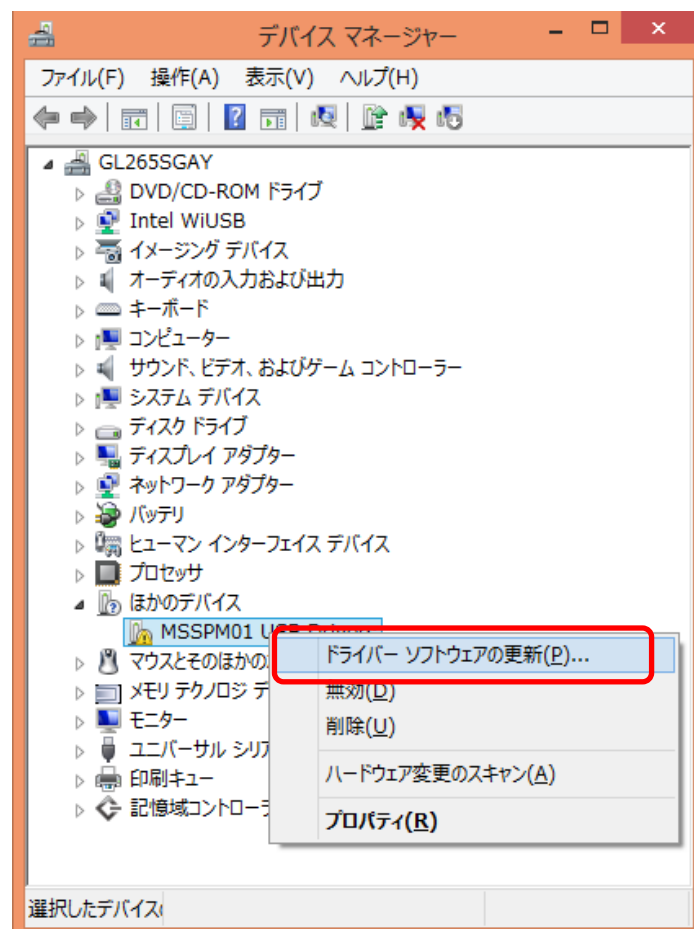 デバイス マネージャー
ファイル(F) 操作(A) 表示(V) ヘルプ(H)
GL265SGAY
DVD/CD-ROM ドライブ
Intel WiUSB
イメージング デバイス
オーディオの入力および出力
キーボード
コンピューター
サウンド、ビデオ、およびゲーム コントローラー
システム デバイス
ディスク ドライブ
ディスプレイ アダプター
ネットワーク アダプター
バッテリ
ヒューマン インターフェイス デバイス
プロセッサ
ほかのデバイス
MSSPM01 USB
マウスとそのほかの
メモリ テクノロジ デ
モニター
ユニバーサル シリア
印刷キュー
記憶域コントローラ
ドライバー ソフトウェアの更新(P)...
無効(D)
削除(U)
ハードウェア変更のスキャン(A)
プロパティ(R)
選択したデバイス